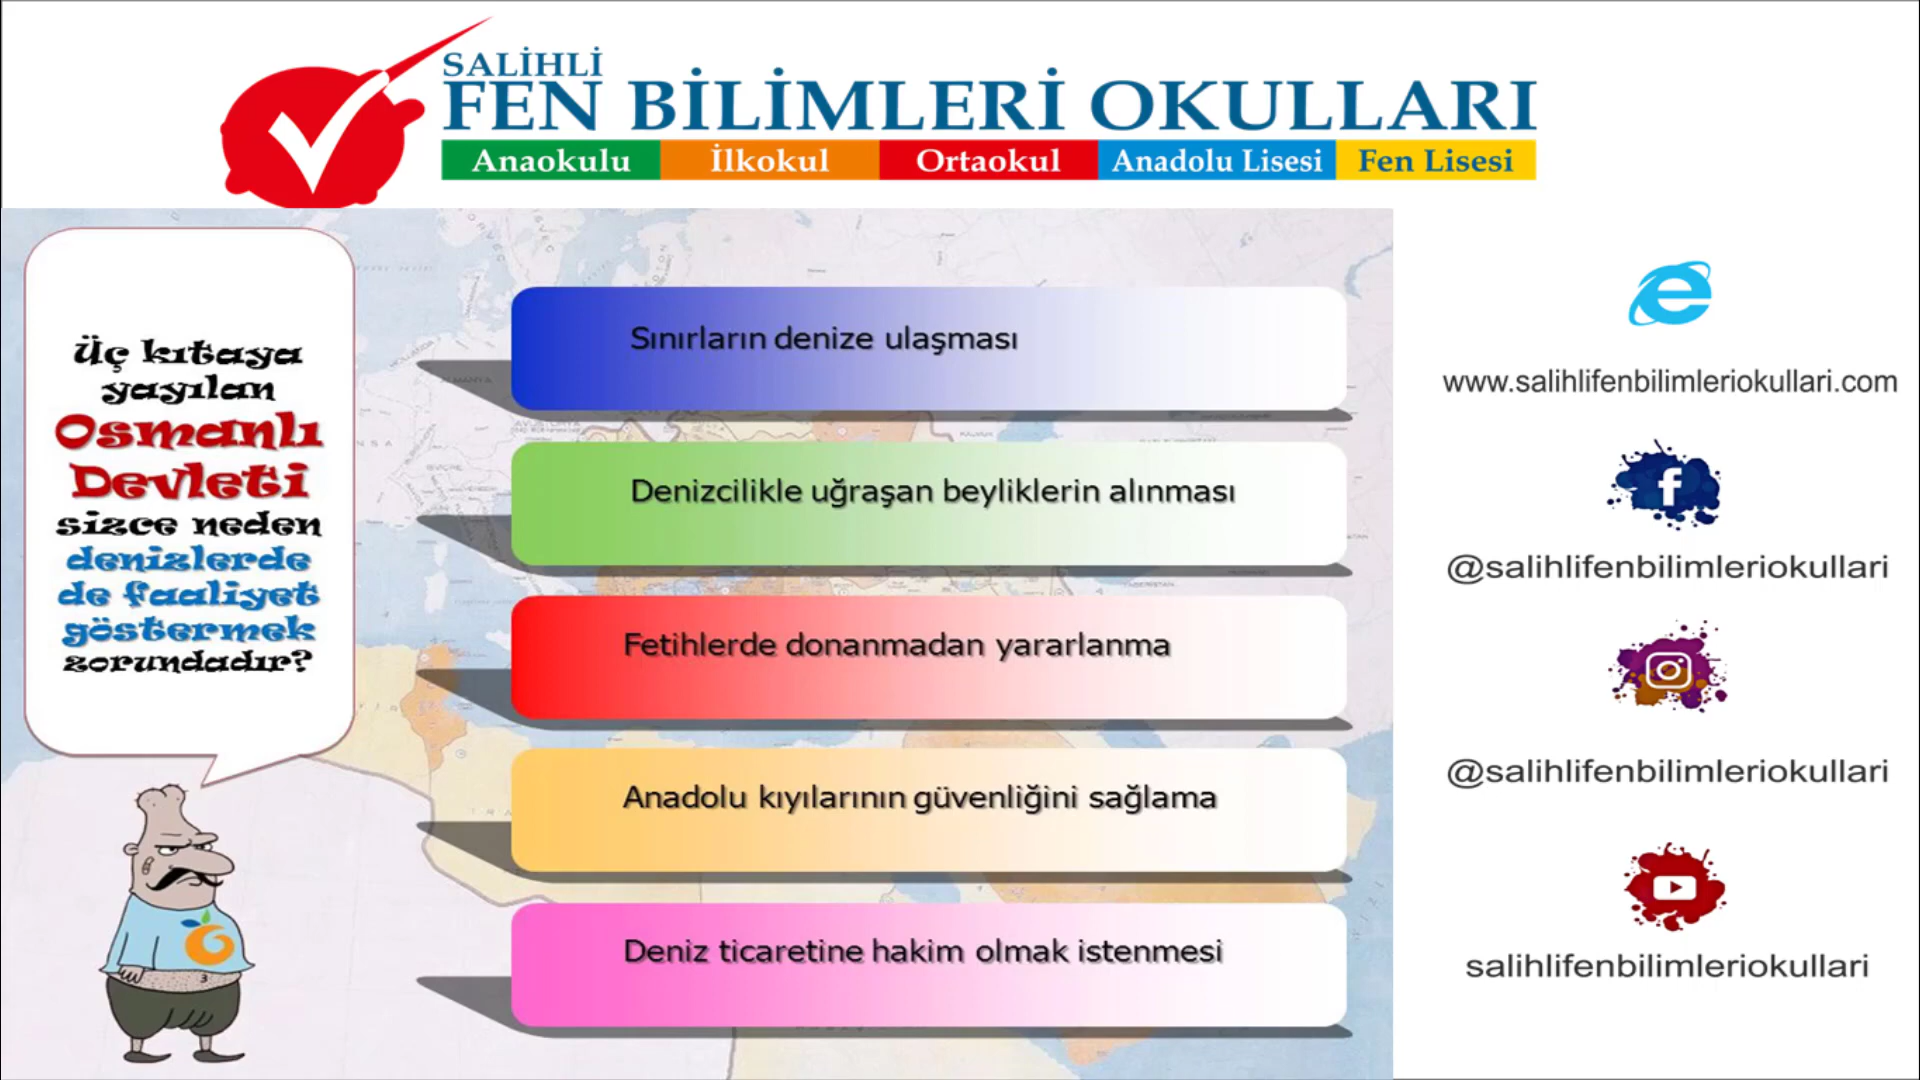 SALİHLİ
FEN BİLİMLERİ OKULLARI
Anaokulu İlkokul Ortaokul Anadolu Lisesi Fen Lisesi
Üç kıtaya
yayılan
Osmanlı
Devleti
sizce neden
denizlerde
de faaliyet
göstermek
zorundadır?
Sınırların denize ulaşması
Denizcilikle uğraşan beyliklerin alınması
Fetihlerde donanmadan yararlanma
Anadolu kıyılarının güvenliğini sağlama
Deniz ticaretine hakim olmak istenmesi
www.salihlifenbilimleriokullari.com
@salihlifenbilimleriokullari
@salihlifenbilimleriokullari
salihlifenbilimleriokullari